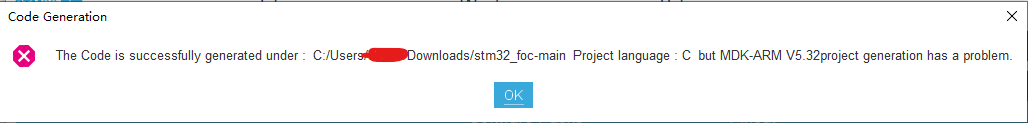 Code Generation
The Code is successfully generated under : C:/Users/ Downloads/stm32_foc-main Project language : C but MDK-ARM V5.32project generation has a problem.
OK